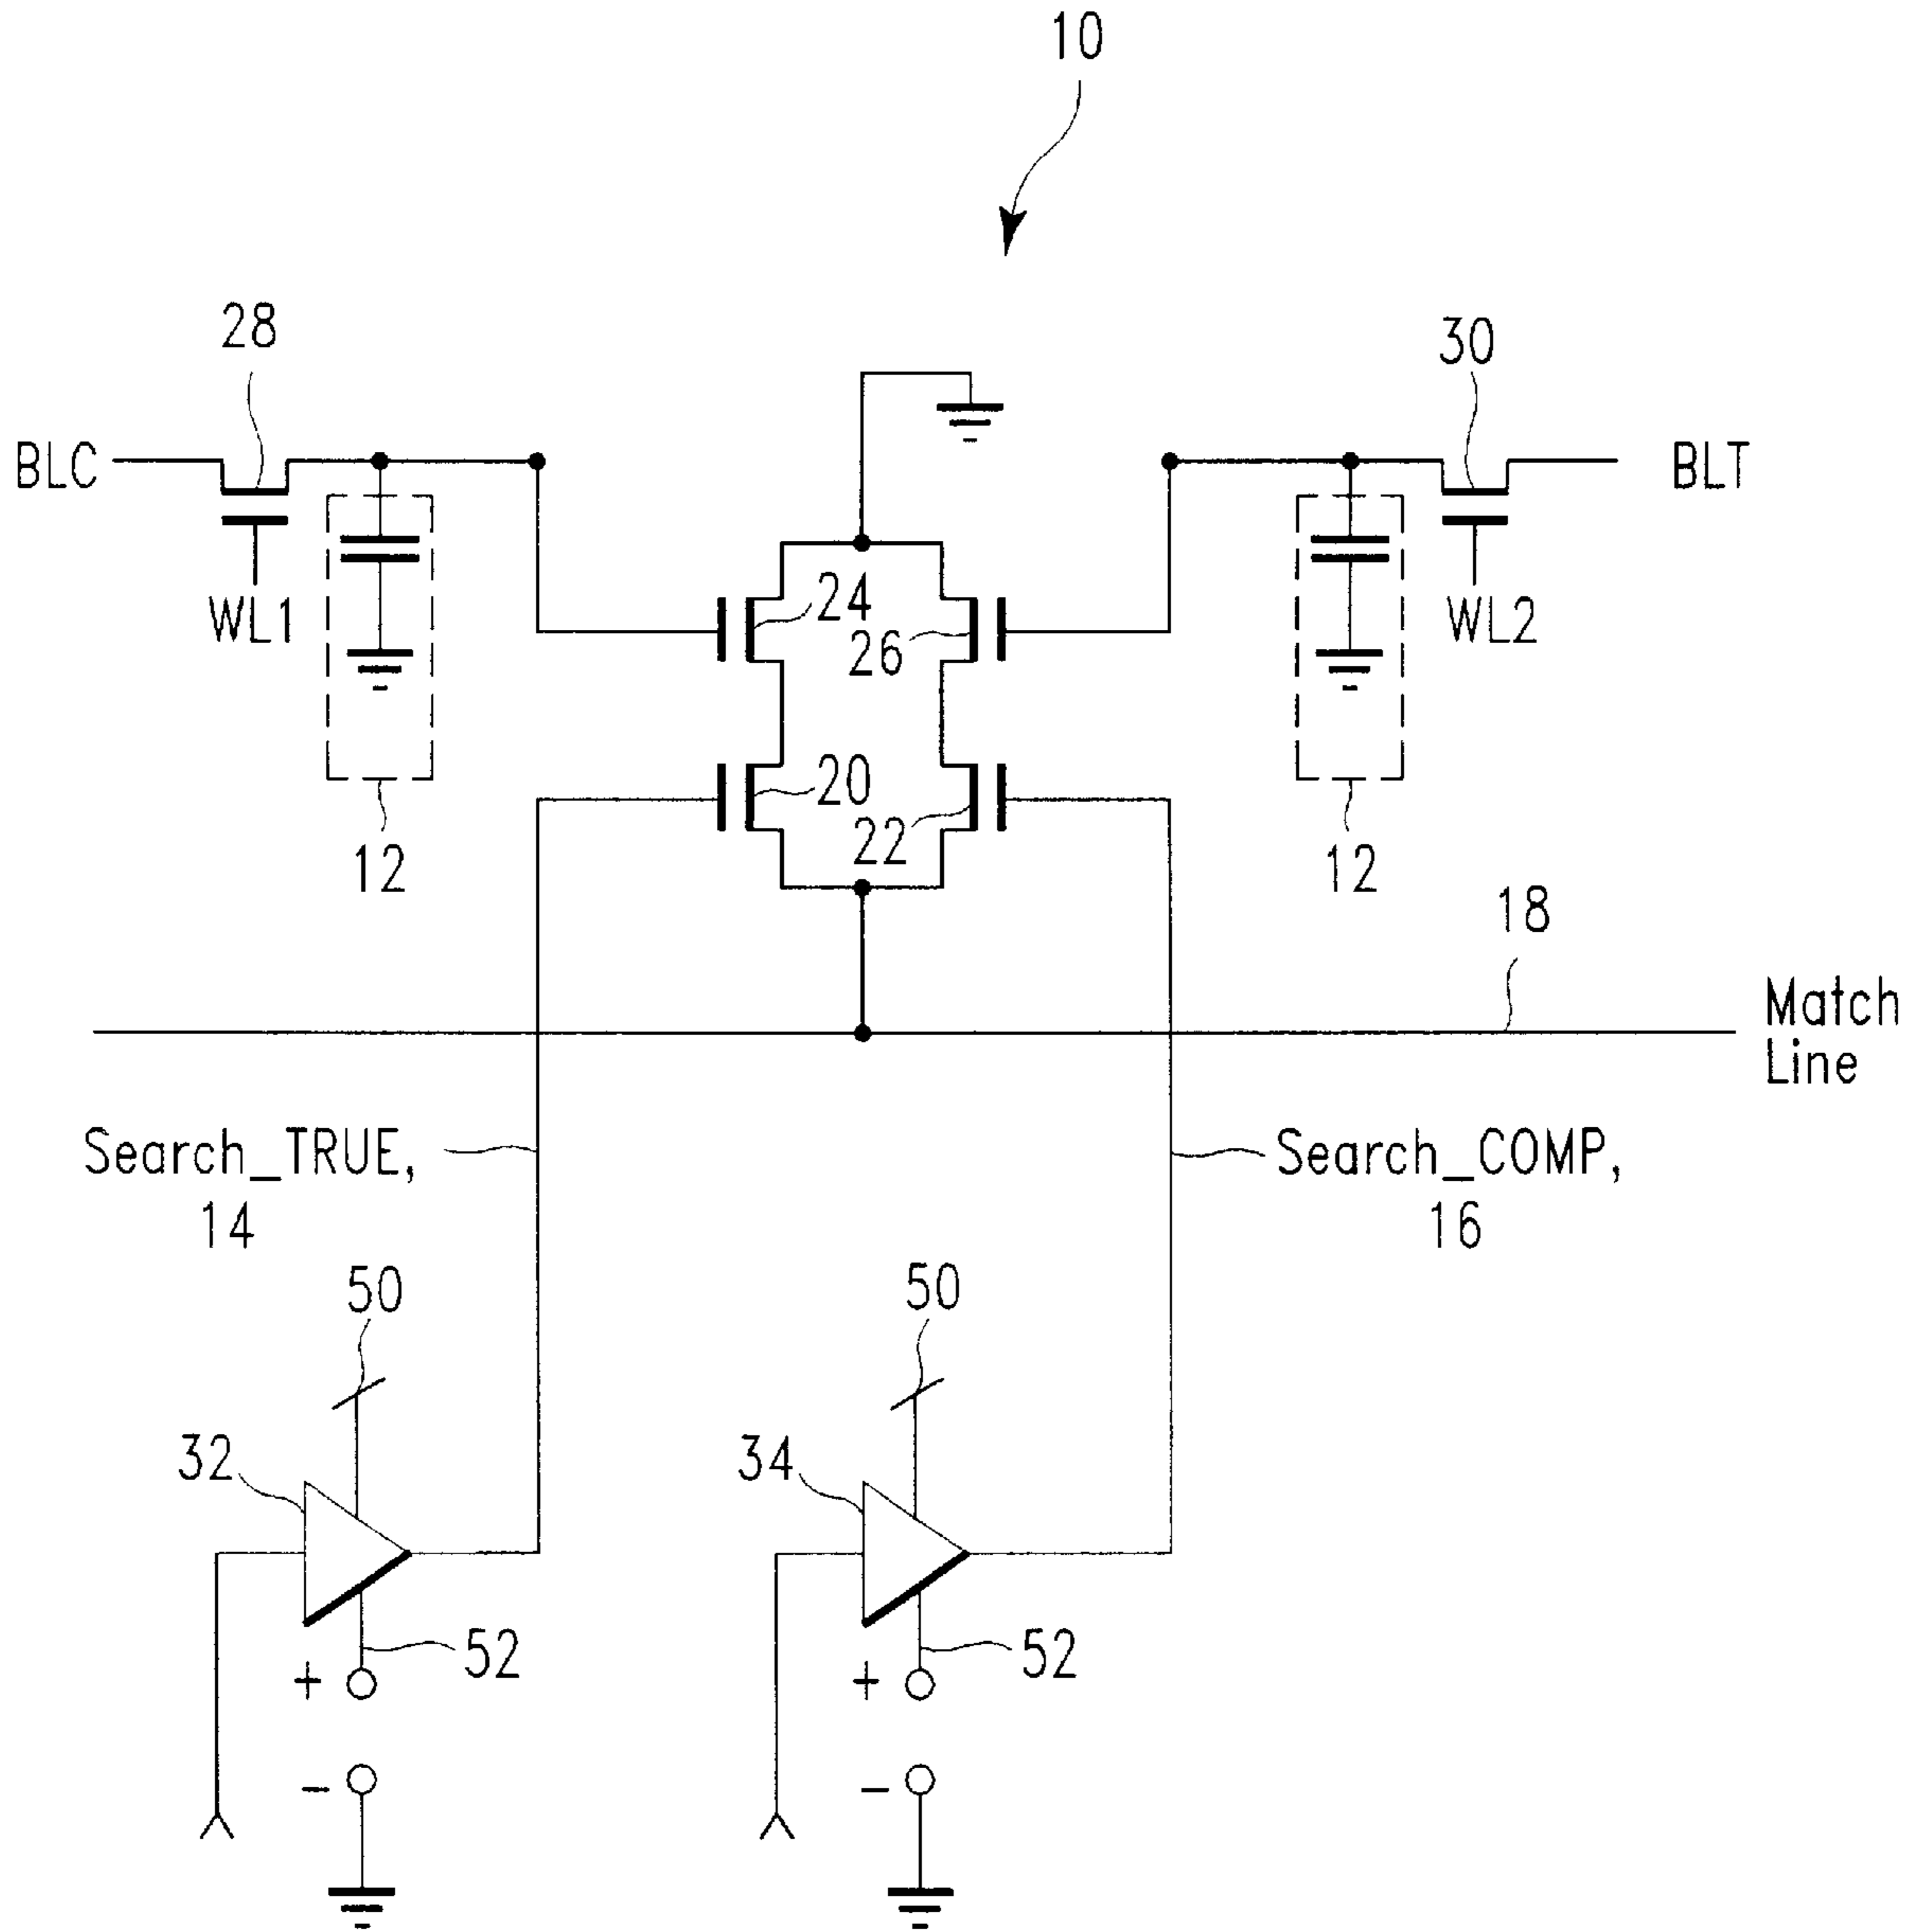 10
28
30
BLC
BLT
24
WL1
26
WL2
20
22
12
12
18
Match
Line
Search_TRUE,
14
Search_COMP,
16
50
50
32
34
52
52
+
+
-
-